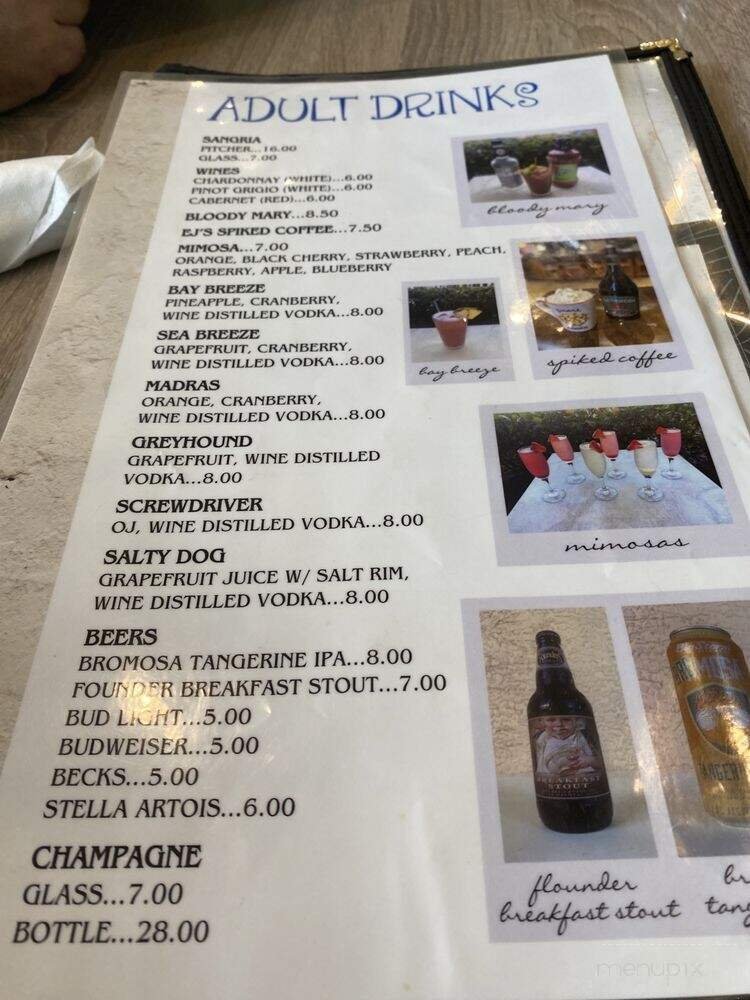 ADULT DRINKS
SANGRIA
PITCHER...16.00
GLASS...7.00
WINES
CHARDONNAY (WHITE)...6.00
PINOT GRIGIO (WHITE)...6.00
CABERNET (RED)...6.00
BLOODY MARY...8.50
EJ'S SPIKED COFFEE...7.50
MIMOSA...7.00
ORANGE, BLACK CHERRY, STRAWBERRY, PEACH,
RASPBERRY, APPLE, BLUEBERRY
BAY BREEZE
PINEAPPLE, CRANBERRY,
WINE DISTILLED VODKA...8.00
SEA BREEZE
GRAPEFRUIT, CRANBERRY,
WINE DISTILLED VODKA...8.00
MADRAS
ORANGE, CRANBERRY,
WINE DISTILLED VODKA...8.00
GREYHOUND
GRAPEFRUIT, WINE DISTILLED
VODKA...8.00
SCREWDRIVER
OJ, WINE DISTILLED VODKA...8.00
SALTY DOG
GRAPEFRUIT JUICE W/ SALT RIM,
WINE DISTILLED VODKA...8.00
BEERS
BROMOSA TANGERINE IPA...8.00
FOUNDER BREAKFAST STOUT...7.00
BUD LIGHT...5.00
BUDWEISER...5.00
BECKS...5.00
STELLA ARTOIS...6.00
CHAMPAGNE
GLASS...7.00
BOTTLE...28.00
bloody mary
bay breeze
spiked coffee
mimosas
BREAKFAST
STOUT
flounder
breakfast stout
br
tang
menupix